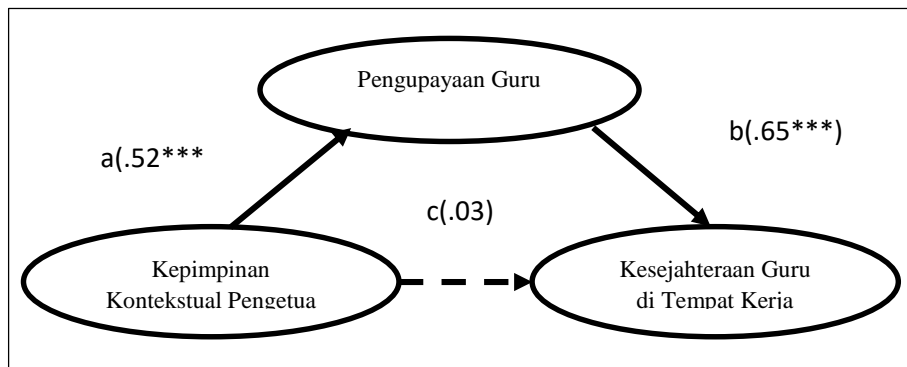 Pengupayaan Guru
a(.52***
b(.65***)
c(.03)
Kepimpinan
Kontekstual Pengetua
Kesejahteraan Guru
di Tempat Kerja